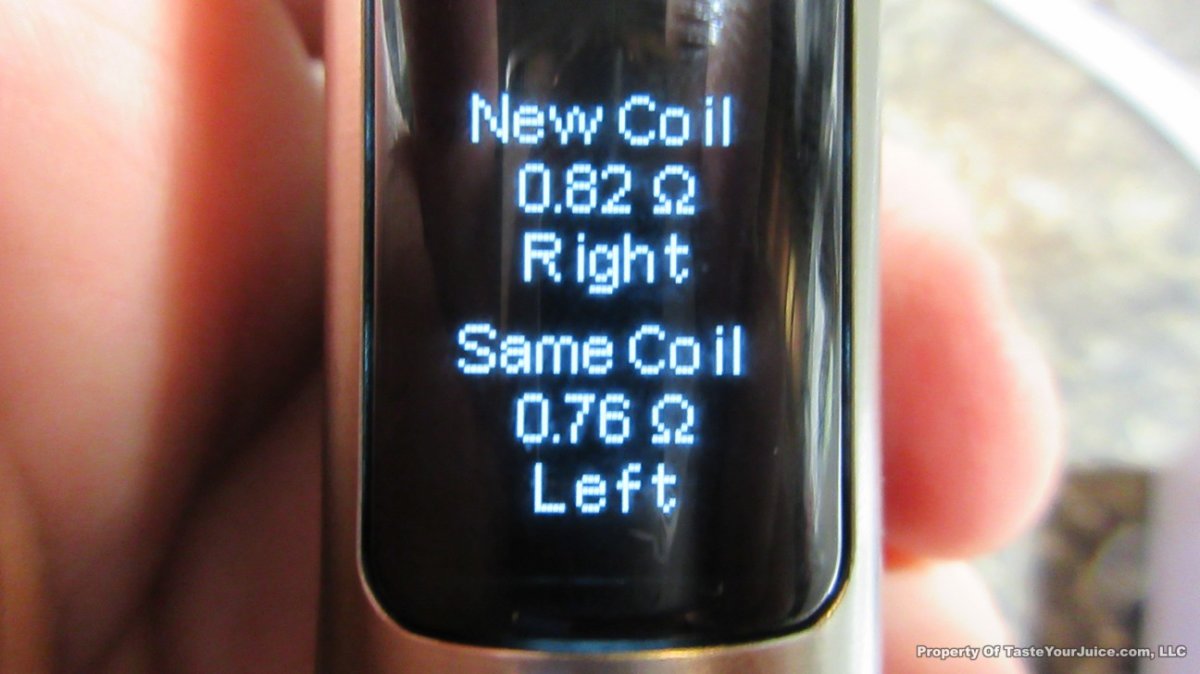 New Coil
0.82 Ω
Right
Same Coil
0.76 Ω
Left
Property Of TasteYourJuice.com, LLC